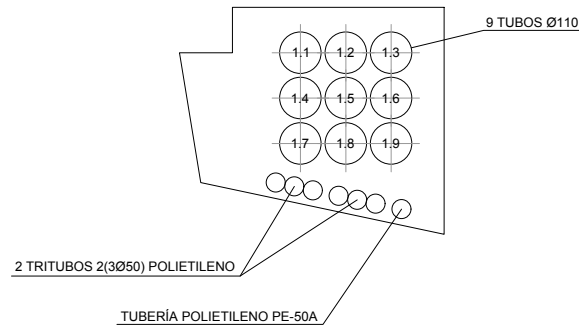 9 TUBOS Ø110
1.1 1.2 1.3
1.4 1.5 1.6
1.7 1.8 1.9
2 TRITUBOS 2(3Ø50) POLIETILENO
TUBERÍA POLIETILENO PE-50A